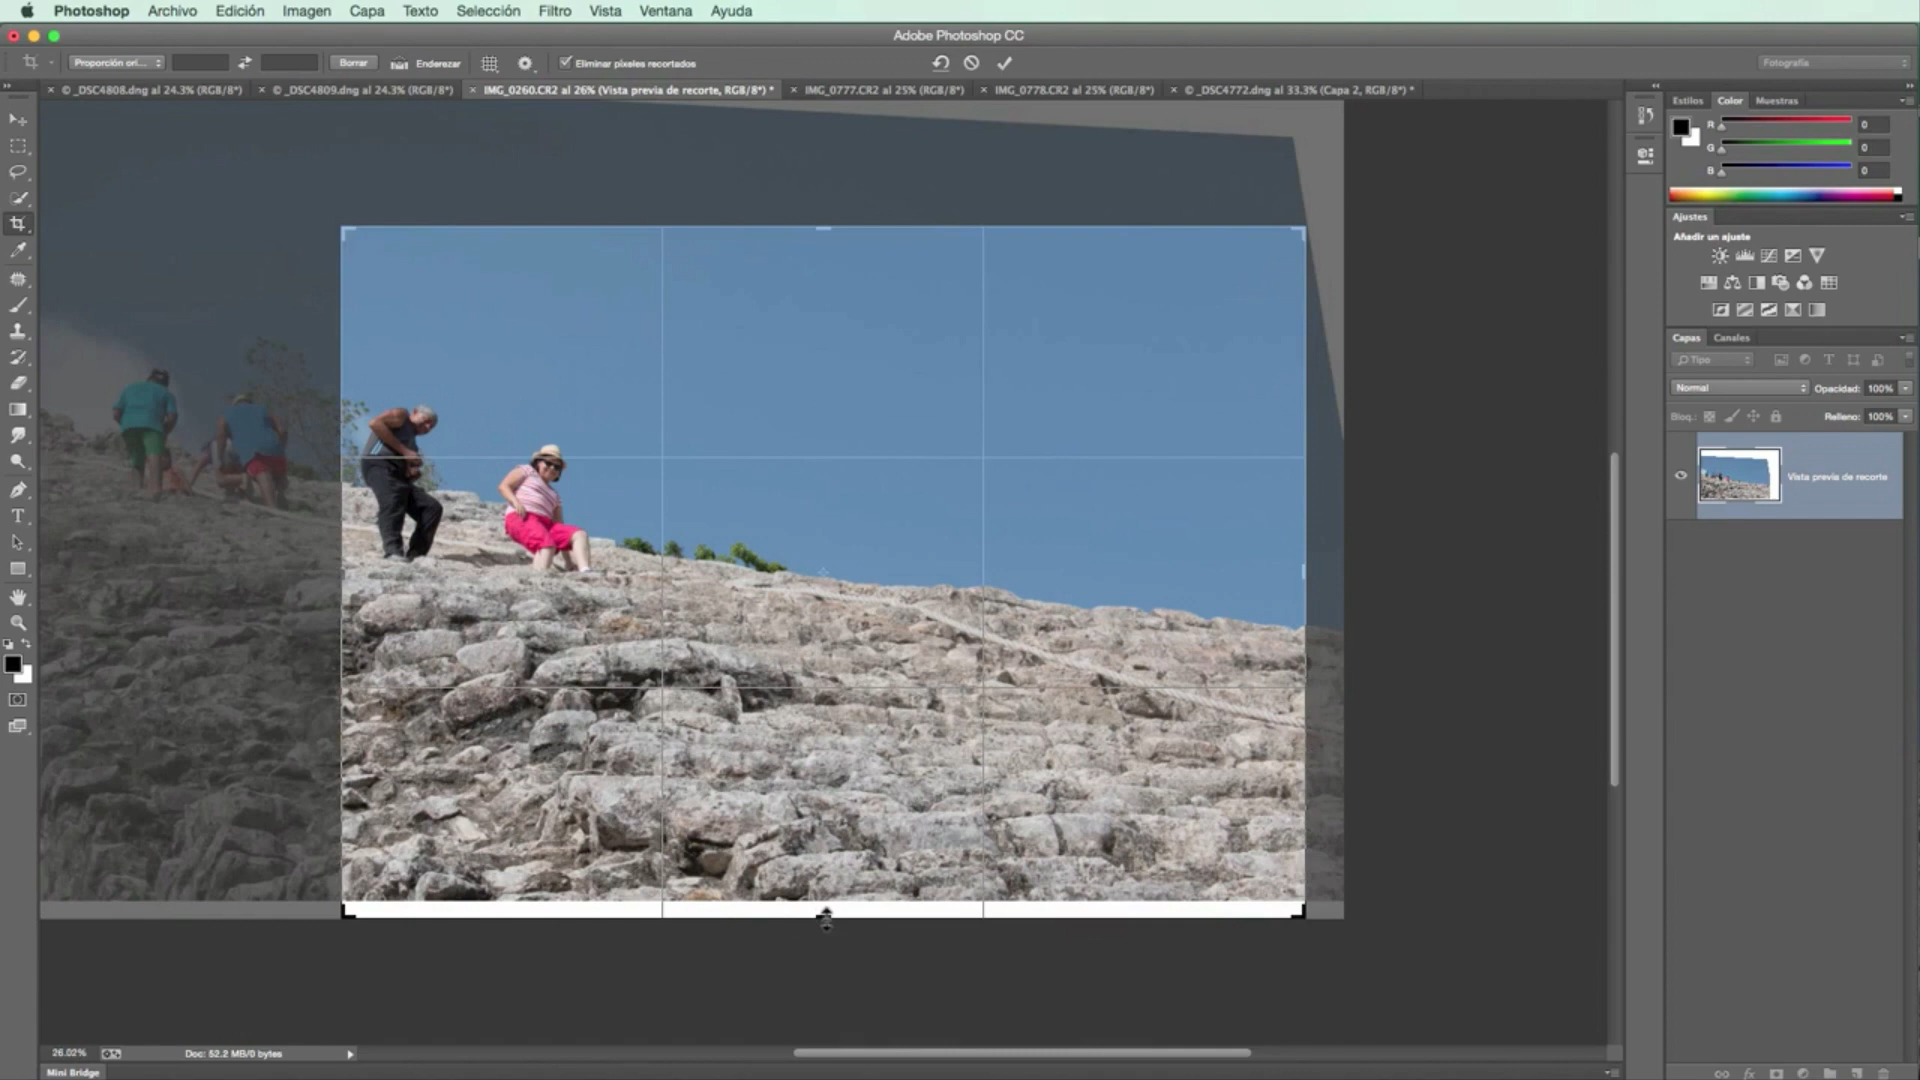 Photoshop Archivo Edición Imagen Capa Texto Selección Filtro Vista Ventana Ayuda
Adobe Photoshop CC
Proporción ori... Borrar Enderezar Eliminar píxeles recortados Fotografía
© _DSC4808.dng al 24.3% (RGB/8*) © _DSC4809.dng al 24.3% (RGB/8*) IMG_0260.CR2 al 26% (Vista previa de recorte, RGB/8*) * IMG_0777.CR2 al 25% (RGB/8*) IMG_0778.CR2 al 25% (RGB/8*) © _DSC4772.dng al 33.3% (Capa 2, RGB/8*) *
Estilos Color Muestras
R 0
G 0
B 0
Ajustes
Añadir un ajuste
Capas Canales
Tipo
Normal Opacidad: 100%
Bloq.: Relleno: 100%
Vista previa de recorte
26.02% Doc: 52.2 MB/0 bytes
Mini Bridge